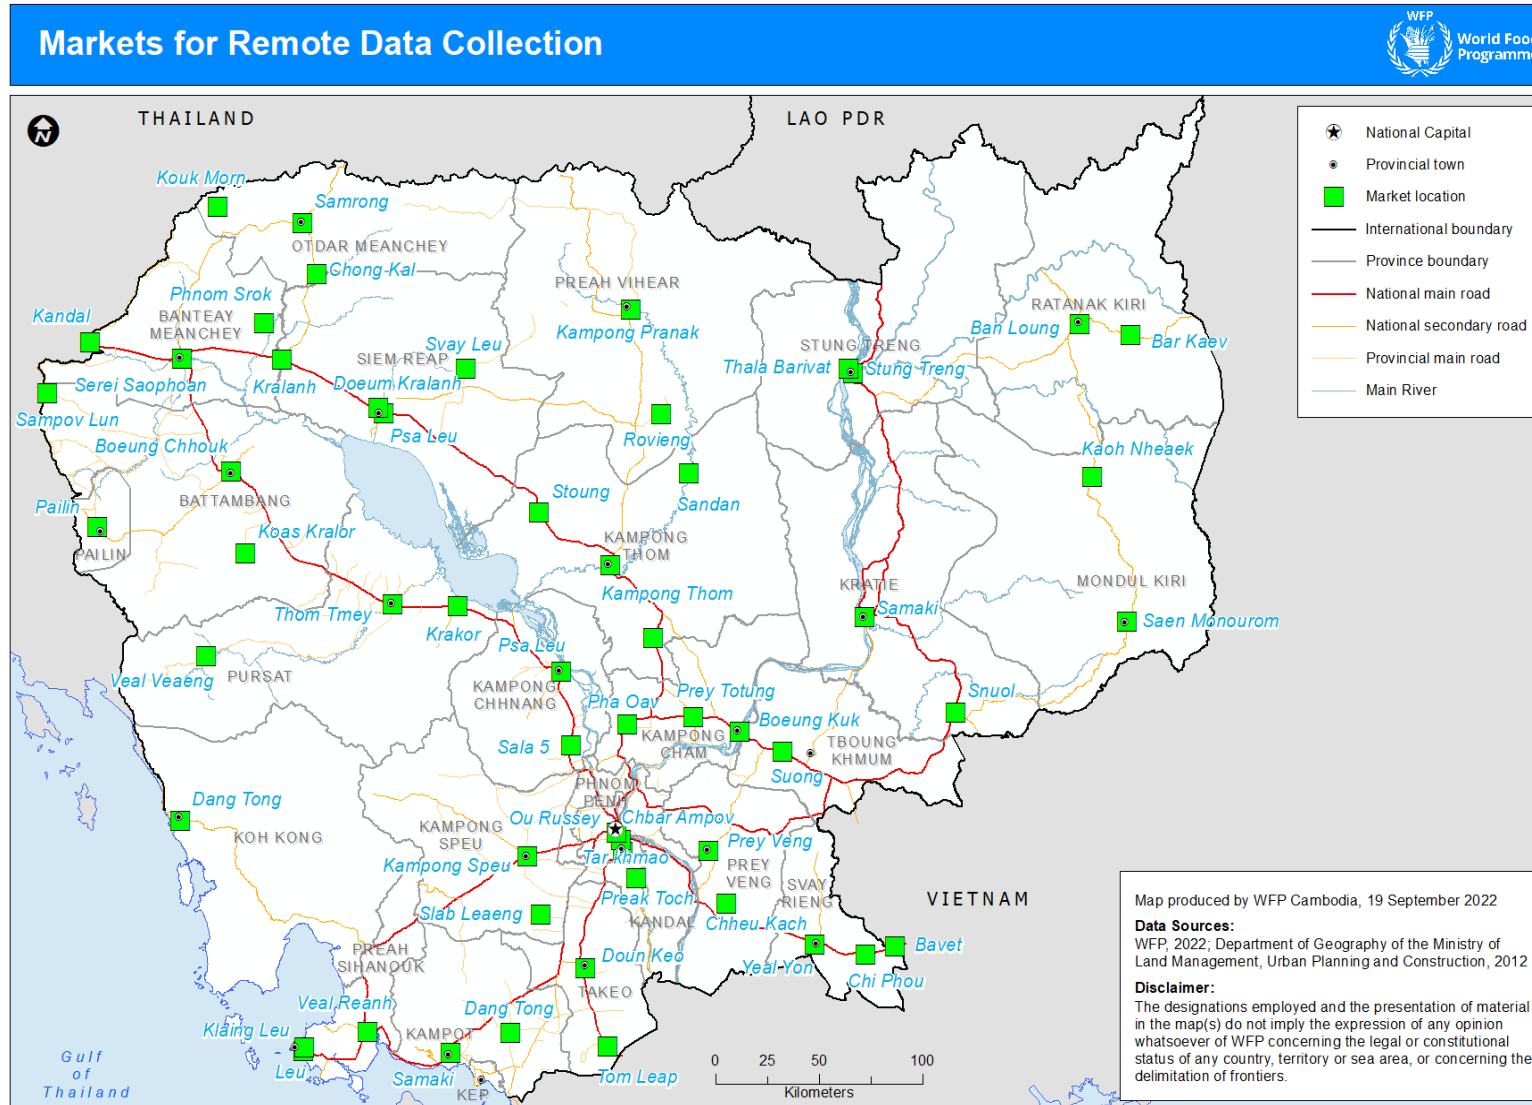 Markets for Remote Data Collection
WFP
World Foo
Programm
THAILAND
LAO PDR
N
National Capital
Provincial town
Market location
International boundary
Province boundary
National main road
National secondary road
Provincial main road
Main River
Kouk Morn
Samrong
OTDAR MEANCHEY
Chong Kal
Phnom Srok
BANTEAY
MEANCHEY
Kandal
PREAH VIHEAR
Kampong Pranak
RATANAK KIRI
Ban Loung
Bar Kaev
STUNG TRENG
Thala Barivat
Stung Treng
Svay Leu
SIEM REAP
Serei Saophoan
Kralanh
Doeum Kralanh
Sampov Lun
Psa Leu
Boeung Chhouk
Rovieng
Kaoh Nheaek
BATTAMBANG
Stoung
Sandan
Pailin
PAILIN
Koas Kralor
KAMPONG
THOM
KRATIE
MONDUL KIRI
Kampong Thom
Thom Tmey
Krakor
Samaki
Saen Monourom
Psa Leu
Veal Veaeng
PURSAT
KAMPONG
CHHNANG
Pha Oav
Prey Totung
Snuol
Boeung Kuk
Sala 5
KAMPONG
CHAM
TBOUNG
KHMUM
Suong
PHNOM
PENH
Dang Tong
KOH KONG
KAMPONG
SPEU
Ou Russey
Chbar Ampov
Kampong Speu
Tar khmao
Prey Veng
PREY
VENG
SVAY
RIENG
Preak Toch
VIETNAM
Slab Leaeng
KANDAL
Chheu Kach
Bavet
PREAH
SIHANOUK
Doun Keo
Yeal Yon
Chi Phou
TAKEO
Veal Reanh
Dang Tong
Klaing Leu
KAMPOT
Leu
Samaki
Tom Leap
KEP
Gulf
of
Thailand
0 25 50 100
Kilometers
Map produced by WFP Cambodia, 19 September 2022
Data Sources:
WFP, 2022; Department of Geography of the Ministry of
Land Management, Urban Planning and Construction, 2012
Disclaimer:
The designations employed and the presentation of material
in the map(s) do not imply the expression of any opinion
whatsoever of WFP concerning the legal or constitutional
status of any country, territory or sea area, or concerning the
delimitation of frontiers.